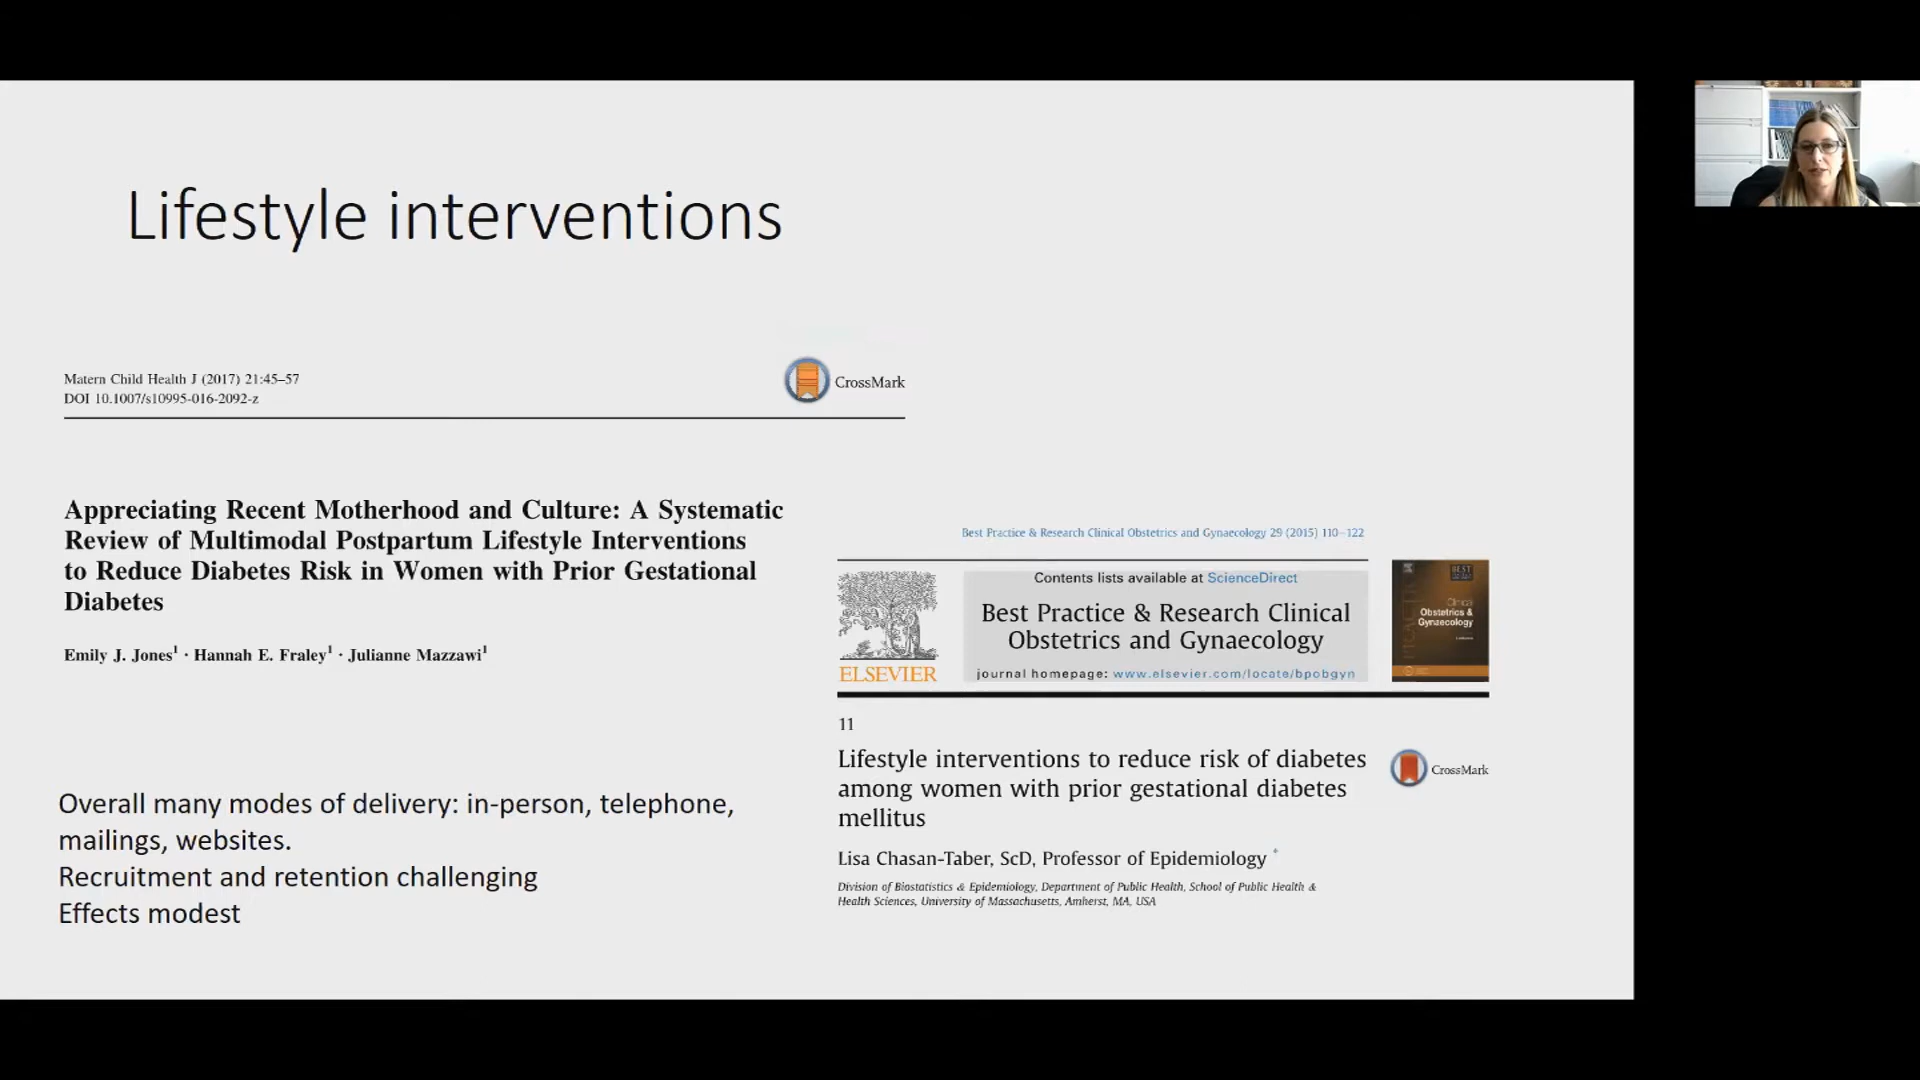 Lifestyle interventions
Matern Child Health J (2017) 21:45–57
DOI 10.1007/s10995-016-2092-z
CrossMark
Appreciating Recent Motherhood and Culture: A Systematic
Review of Multimodal Postpartum Lifestyle Interventions
to Reduce Diabetes Risk in Women with Prior Gestational
Diabetes
Emily J. Jones¹ · Hannah E. Fraley¹ · Julianne Mazzawi¹
Overall many modes of delivery: in-person, telephone,
mailings, websites.
Recruitment and retention challenging
Effects modest
Best Practice & Research Clinical Obstetrics and Gynaecology 29 (2015) 110–122
Contents lists available at ScienceDirect
Best Practice & Research Clinical
Obstetrics and Gynaecology
journal homepage: www.elsevier.com/locate/bpobgyn
ELSEVIER
BEST
Clinical
Obstetrics &
Gynaecology
11
Lifestyle interventions to reduce risk of diabetes
among women with prior gestational diabetes
mellitus
CrossMark
Lisa Chasan-Taber, ScD, Professor of Epidemiology *
Division of Biostatistics & Epidemiology, Department of Public Health, School of Public Health &
Health Sciences, University of Massachusetts, Amherst, MA, USA